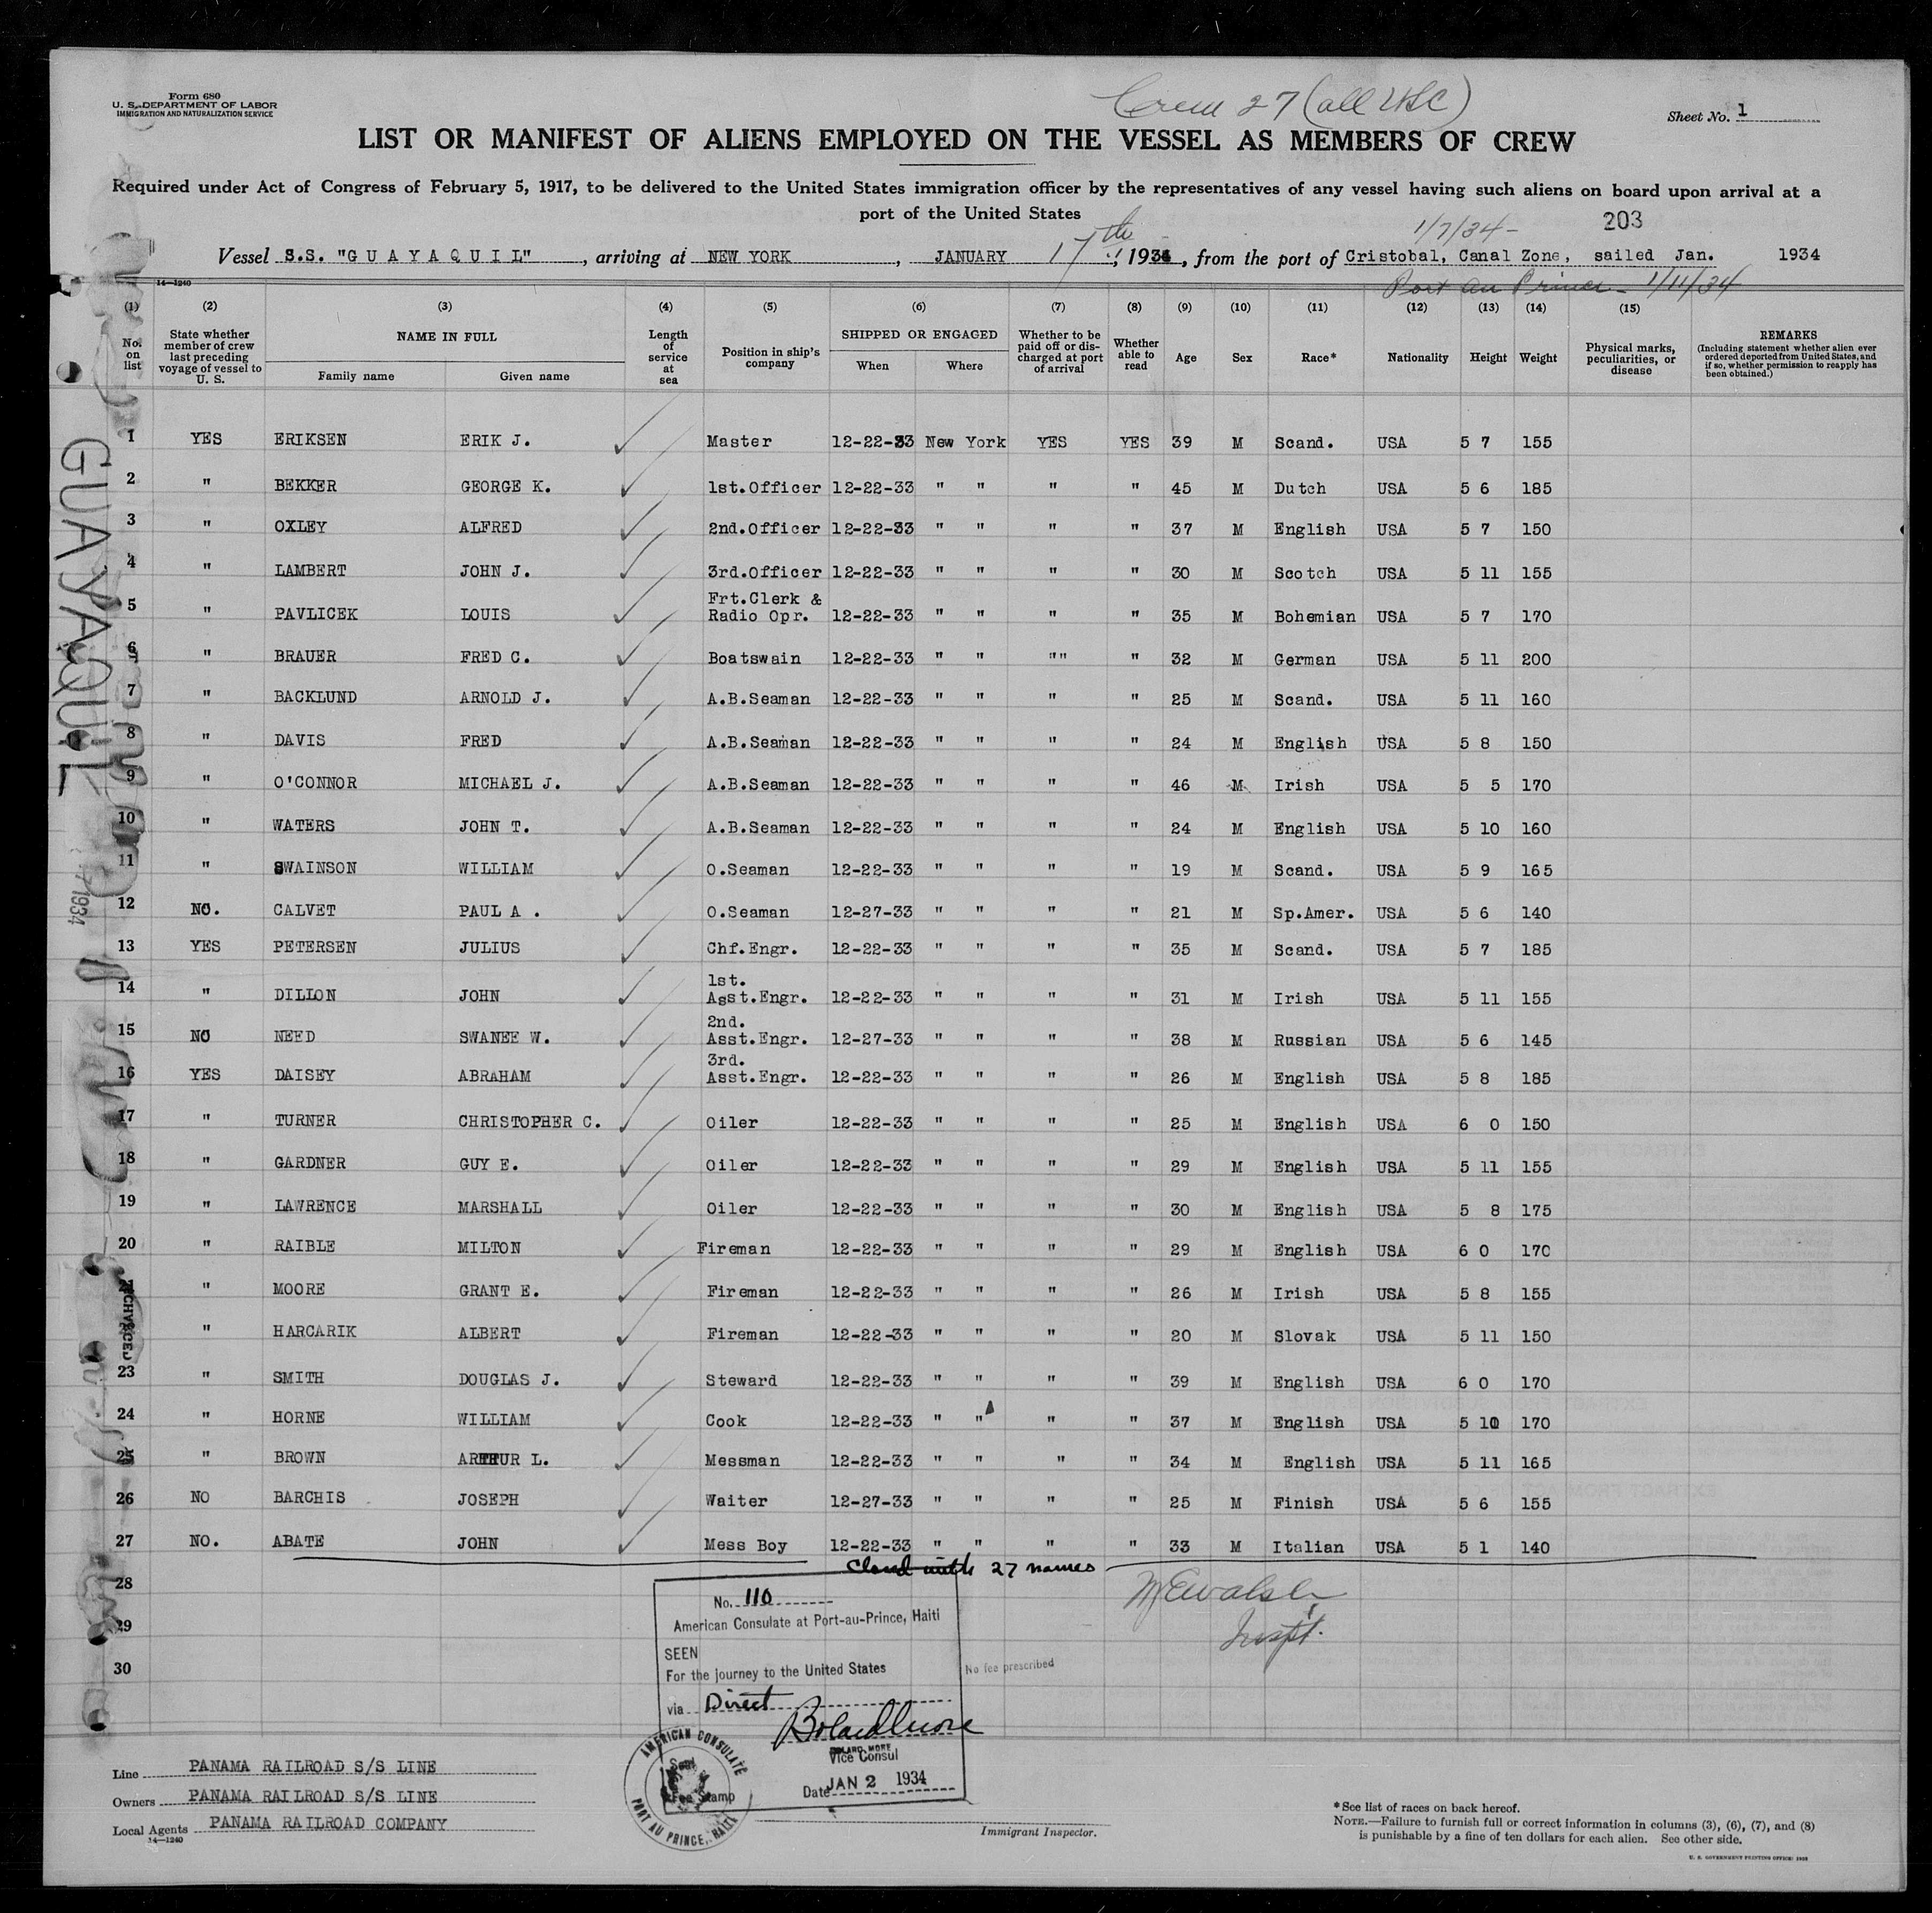 Form 680
U. S. DEPARTMENT OF LABOR
IMMIGRATION AND NATURALIZATION SERVICE
Crew 27 (all USC)
Sheet No. 1
LIST OR MANIFEST OF ALIENS EMPLOYED ON THE VESSEL AS MEMBERS OF CREW
Required under Act of Congress of February 5, 1917, to be delivered to the United States immigration officer by the representatives of any vessel having such aliens on board upon arrival at a
port of the United States
1/7/34- 203
Vessel S.S. "G U A Y A Q U I L", arriving at NEW YORK, JANUARY 17th, 1934, from the port of Cristobal, Canal Zone, sailed Jan. 1934
Port au Prince - 1/11/34
14-1240
(1) (2) (3) (4) (5) (6) (7) (8) (9) (10) (11) (12) (13) (14) (15)
No. on list | State whether member of crew last preceding voyage of vessel to U. S. | NAME IN FULL | Family name | Given name | Length of service at sea | Position in ship's company | SHIPPED OR ENGAGED | When | Where | Whether to be paid off or discharged at port of arrival | Whether able to read | Age | Sex | Race* | Nationality | Height | Weight | Physical marks, peculiarities, or disease | REMARKS (Including statement whether alien ever ordered deported from United States, and if so, whether permission to reapply has been obtained.)
1 YES ERIKSEN ERIK J. Master 12-22-33 New York YES YES 39 M Scand. USA 5 7 155
2 " BEKKER GEORGE K. 1st.Officer 12-22-33 " " " " 45 M Dutch USA 5 6 185
3 " OXLEY ALFRED 2nd.Officer 12-22-33 " " " " 37 M English USA 5 7 150
4 " LAMBERT JOHN J. 3rd.Officer 12-22-33 " " " " 30 M Scotch USA 5 11 155
5 " PAVLICEK LOUIS Frt.Clerk & Radio Opr. 12-22-33 " " " " 35 M Bohemian USA 5 7 170
6 " BRAUER FRED C. Boatswain 12-22-33 " " "" " 32 M German USA 5 11 200
7 " BACKLUND ARNOLD J. A.B.Seaman 12-22-33 " " " " 25 M Scand. USA 5 11 160
8 " DAVIS FRED A.B.Seaman 12-22-33 " " " " 24 M English USA 5 8 150
9 " O'CONNOR MICHAEL J. A.B.Seaman 12-22-33 " " " " 46 M Irish USA 5 5 170
10 " WATERS JOHN T. A.B.Seaman 12-22-33 " " " " 24 M English USA 5 10 160
11 " SWAINSON WILLIAM O.Seaman 12-22-33 " " " " 19 M Scand. USA 5 9 165
12 NO. CALVET PAUL A . O.Seaman 12-27-33 " " " " 21 M Sp.Amer. USA 5 6 140
13 YES PETERSEN JULIUS Chf.Engr. 12-22-33 " " " " 35 M Scand. USA 5 7 185
14 " DILLON JOHN 1st. Asst.Engr. 12-22-33 " " " " 31 M Irish USA 5 11 155
15 NO NEED SWANEE W. 2nd. Asst.Engr. 12-27-33 " " " " 38 M Russian USA 5 6 145
16 YES DAISEY ABRAHAM 3rd. Asst.Engr. 12-22-33 " " " " 26 M English USA 5 8 185
17 " TURNER CHRISTOPHER C. Oiler 12-22-33 " " " " 25 M English USA 6 0 150
18 " GARDNER GUY E. Oiler 12-22-33 " " " " 29 M English USA 5 11 155
19 " LAWRENCE MARSHALL Oiler 12-22-33 " " " " 30 M English USA 5 8 175
20 " RAIBLE MILTON Fireman 12-22-33 " " " " 29 M English USA 6 0 170
" MOORE GRANT E. Fireman 12-22-33 " " " " 26 M Irish USA 5 8 155
" HARCARIK ALBERT Fireman 12-22-33 " " " " 20 M Slovak USA 5 11 150
23 " SMITH DOUGLAS J. Steward 12-22-33 " " " " 39 M English USA 6 0 170
24 " HORNE WILLIAM Cook 12-22-33 " " " " 37 M English USA 5 10 170
25 " BROWN ARTHUR L. Messman 12-22-33 " " " " 34 M English USA 5 11 165
26 NO BARCHIS JOSEPH Waiter 12-27-33 " " " " 25 M Finish USA 5 6 155
27 NO. ABATE JOHN Mess Boy 12-22-33 " " " " 33 M Italian USA 5 1 140
Closed with 27 names
28
29
30
GUAYAQUIL
1934
No. 110
American Consulate at Port-au-Prince, Haiti
SEEN
For the journey to the United States
No fee prescribed
via Direct
Boland More
BOLARD MORE
Vice Consul
Date JAN 2 1934
AMERICAN CONSULATE
Seal
Fee Stamp
PORT AU PRINCE, HAITI
M E Walsh
Inspt.
Line PANAMA RAILROAD S/S LINE
Owners PANAMA RAILROAD S/S LINE
Local Agents PANAMA RAILROAD COMPANY
14-1240
Immigrant Inspector.
*See list of races on back hereof.
NOTE.—Failure to furnish full or correct information in columns (3), (6), (7), and (8)
is punishable by a fine of ten dollars for each alien. See other side.
U. S. GOVERNMENT PRINTING OFFICE